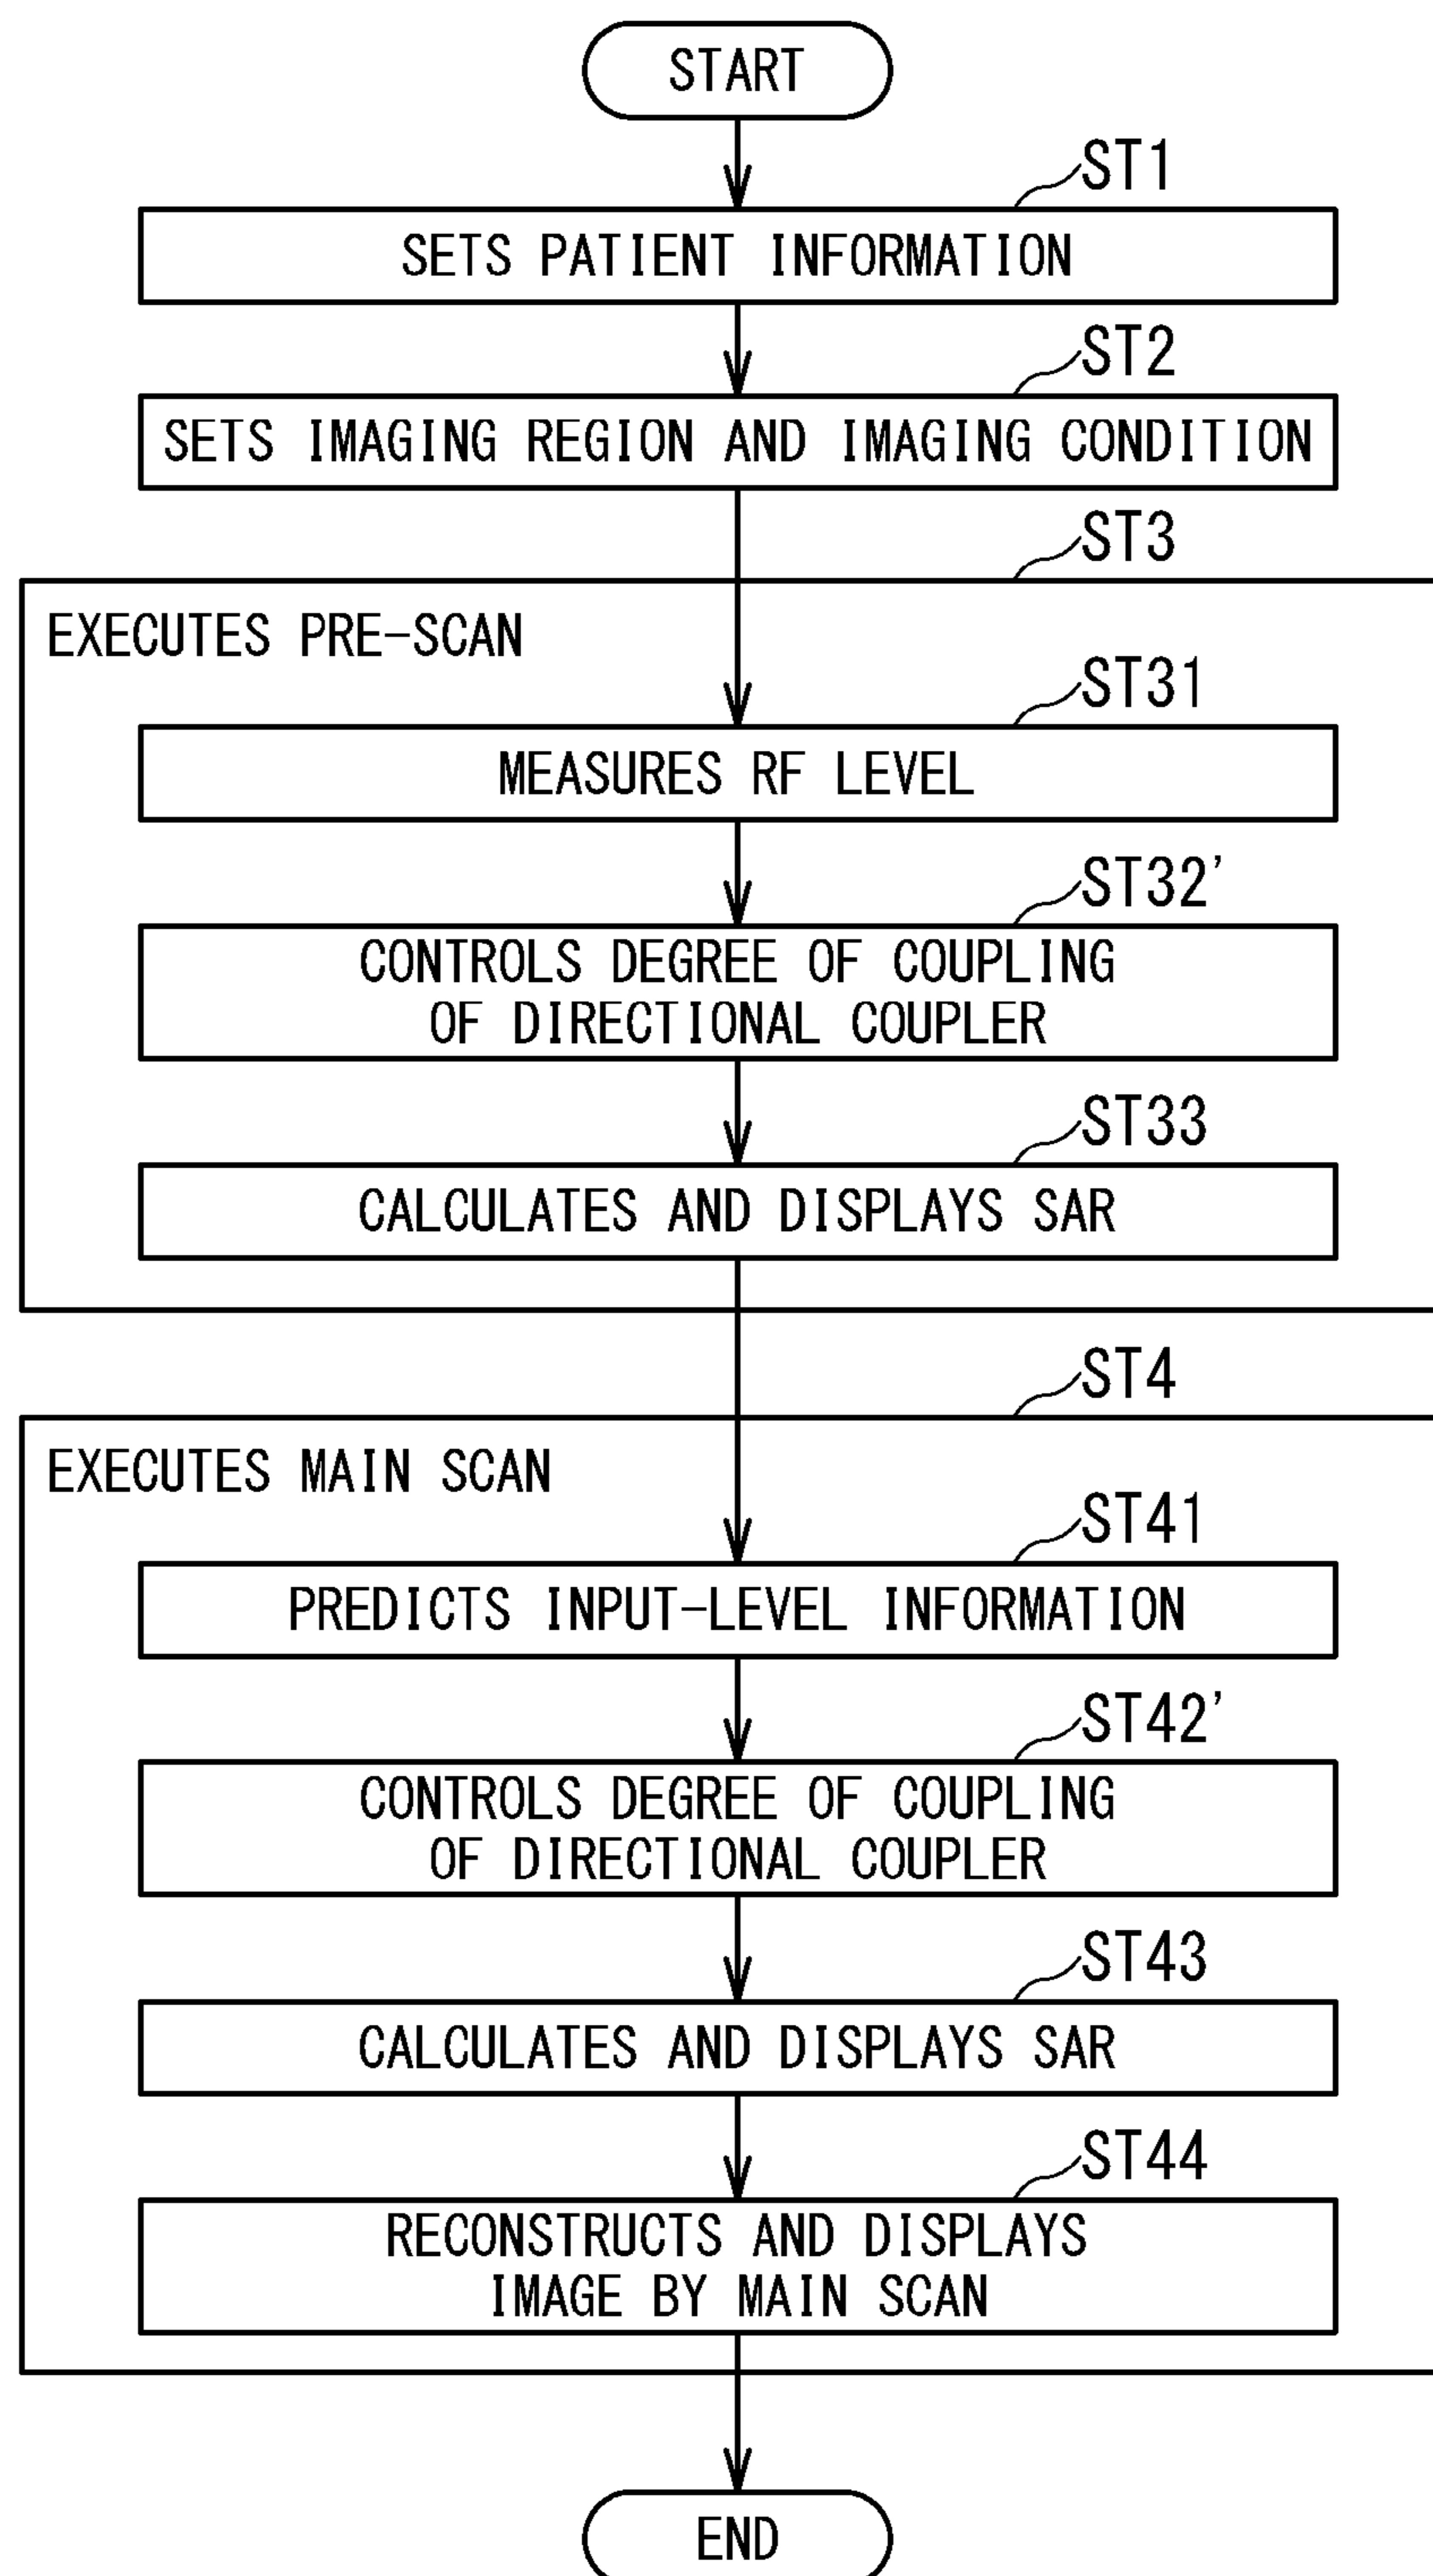 START
ST1
SETS PATIENT INFORMATION
ST2
SETS IMAGING REGION AND IMAGING CONDITION
ST3
EXECUTES PRE-SCAN
ST31
MEASURES RF LEVEL
ST32'
CONTROLS DEGREE OF COUPLING
OF DIRECTIONAL COUPLER
ST33
CALCULATES AND DISPLAYS SAR
ST4
EXECUTES MAIN SCAN
ST41
PREDICTS INPUT-LEVEL INFORMATION
ST42'
CONTROLS DEGREE OF COUPLING
OF DIRECTIONAL COUPLER
ST43
CALCULATES AND DISPLAYS SAR
ST44
RECONSTRUCTS AND DISPLAYS
IMAGE BY MAIN SCAN
END